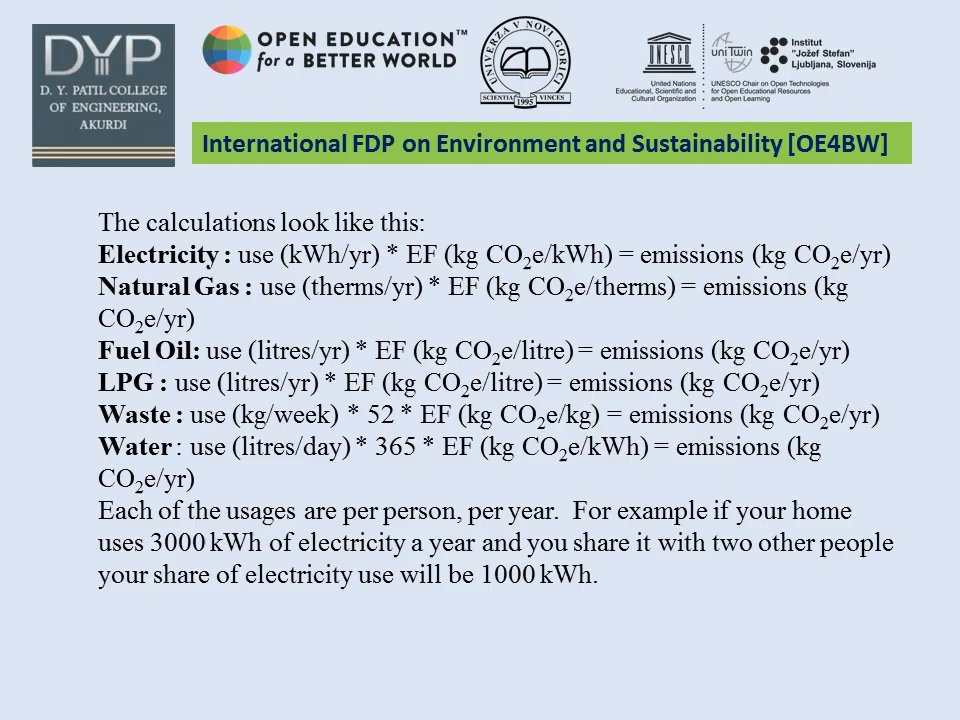 DYP
D. Y. PATIL COLLEGE
OF ENGINEERING,
AKURDI
OPEN EDUCATION™
for a BETTER WORLD
UNIVERZA V NOVI GORICI
SCIENTIA VINCES
1995
UNESCO
United Nations
Educational, Scientific and
Cultural Organization
uniTwin
UNESCO Chair on Open Technologies
for Open Educational Resources
and Open Learning
Institut
"Jožef Stefan"
Ljubljana, Slovenija
International FDP on Environment and Sustainability [OE4BW]
The calculations look like this:
Electricity : use (kWh/yr) * EF (kg CO₂e/kWh) = emissions (kg CO₂e/yr)
Natural Gas : use (therms/yr) * EF (kg CO₂e/therms) = emissions (kg
CO₂e/yr)
Fuel Oil: use (litres/yr) * EF (kg CO₂e/litre) = emissions (kg CO₂e/yr)
LPG : use (litres/yr) * EF (kg CO₂e/litre) = emissions (kg CO₂e/yr)
Waste : use (kg/week) * 52 * EF (kg CO₂e/kg) = emissions (kg CO₂e/yr)
Water : use (litres/day) * 365 * EF (kg CO₂e/kWh) = emissions (kg
CO₂e/yr)
Each of the usages are per person, per year. For example if your home
uses 3000 kWh of electricity a year and you share it with two other people
your share of electricity use will be 1000 kWh.